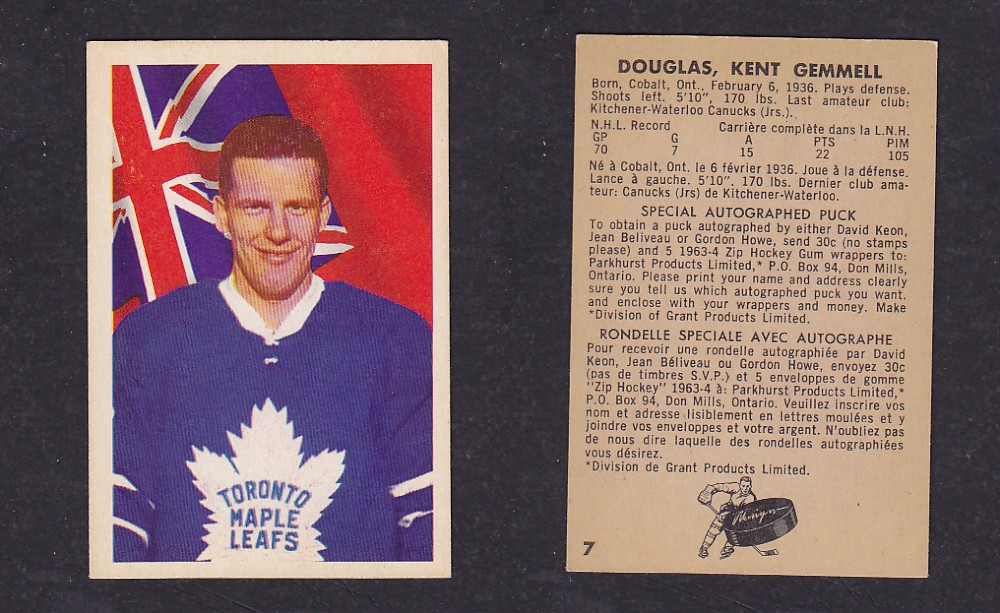 TORONTO
MAPLE
LEAFS
DOUGLAS, KENT GEMMELL
Born, Cobalt, Ont., February 6, 1936. Plays defense.
Shoots left. 5'10", 170 lbs. Last amateur club:
Kitchener-Waterloo Canucks (Jrs.).
N.H.L. Record Carrière complète dans la L.N.H.
GP G A PTS PIM
70 7 15 22 105
Né à Cobalt, Ont. le 6 février 1936. Joue à la défense.
Lance à gauche. 5'10", 170 lbs. Dernier club ama-
teur: Canucks (Jrs) de Kitchener-Waterloo.
SPECIAL AUTOGRAPHED PUCK
To obtain a puck autographed by either David Keon,
Jean Beliveau or Gordon Howe, send 30c (no stamps
please) and 5 1963-4 Zip Hockey Gum wrappers to:
Parkhurst Products Limited,* P.O. Box 94, Don Mills,
Ontario. Please print your name and address clearly
sure you tell us which autographed puck you want.
and enclose with your wrappers and money. Make
*Division of Grant Products Limited.
RONDELLE SPECIALE AVEC AUTOGRAPHE
Pour recevoir une rondelle autographiée par David
Keon, Jean Béliveau ou Gordon Howe, envoyez 30c
(pas de timbres S.V.P.) et 5 enveloppes de gomme
"Zip Hockey" 1963-4 à: Parkhurst Products Limited,*
P.O. Box 94, Don Mills, Ontario. Veuillez inscrire vos
nom et adresse lisiblement en lettres moulées et y
joindre vos enveloppes et votre argent. N'oubliez pas
de nous dire laquelle des rondelles autographiées
vous désirez.
*Division de Grant Products Limited.
7